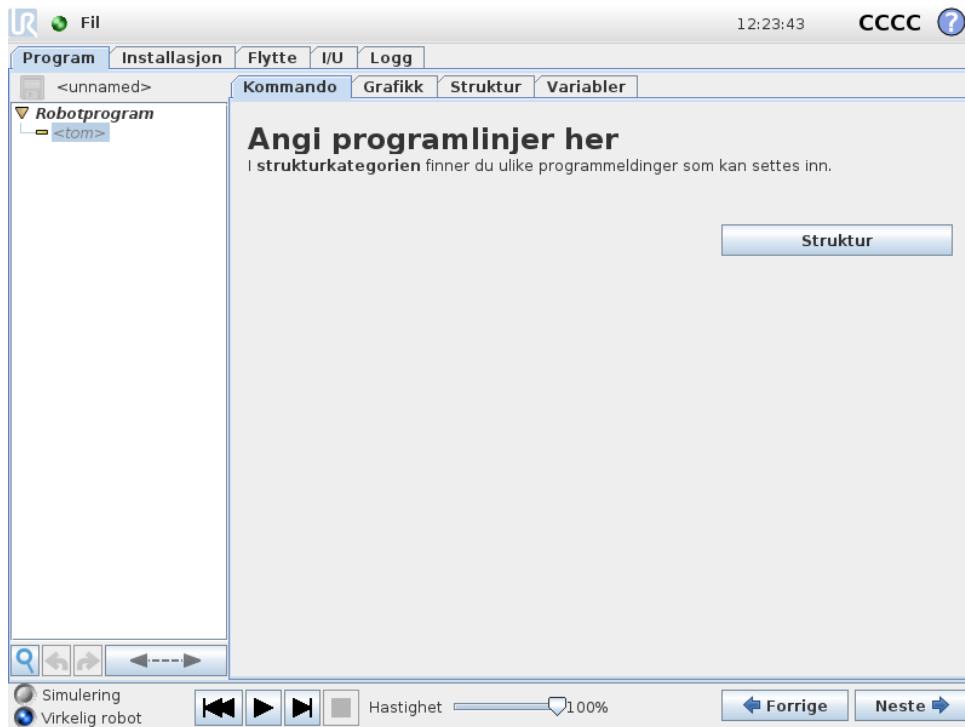 UR Fil 12:23:43 CCCC ?
Program Installasjon Flytte I/U Logg
<unnamed> Kommando Grafikk Struktur Variabler
Robotprogram
<tom>
Angi programlinjer her
I strukturkategorien finner du ulike programmeldinger som kan settes inn.
Struktur
Simulering
Virkelig robot
Hastighet 100%
Forrige Neste